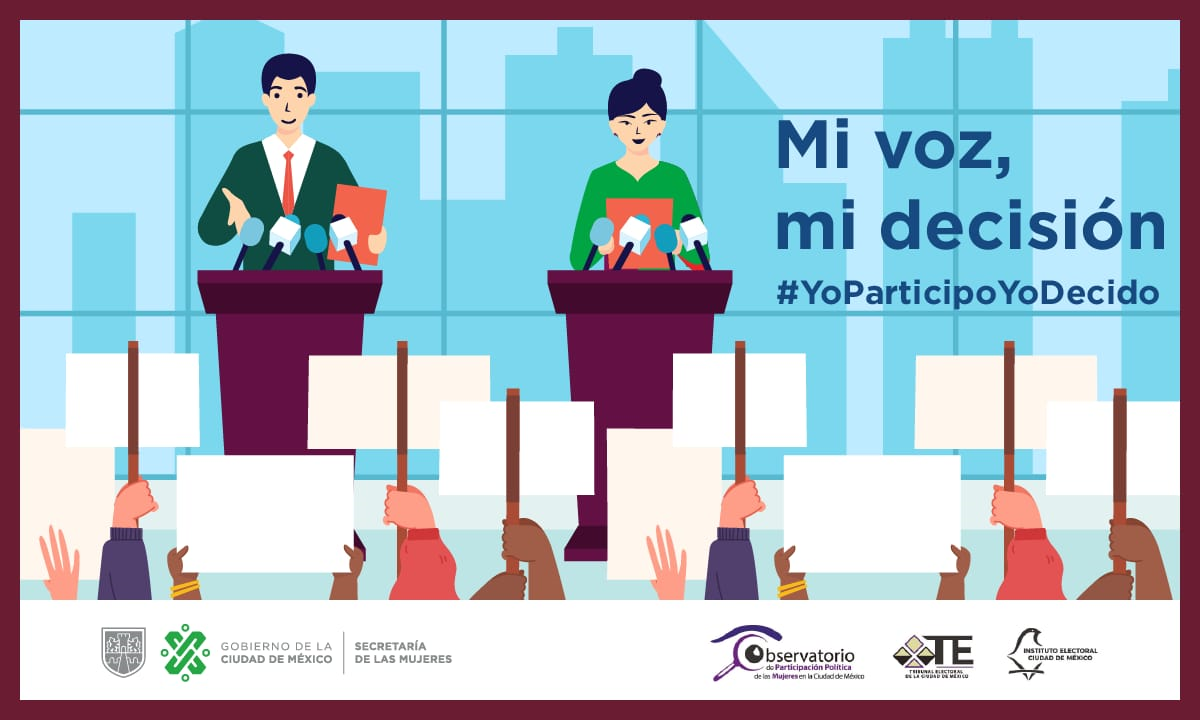 Mi voz,
mi decisión
#YoParticipoYoDecido
GOBIERNO DE LA
CIUDAD DE MÉXICO
SECRETARÍA
DE LAS MUJERES
Observatorio
de Participación Política
de las Mujeres en la Ciudad de México
TE
TRIBUNAL ELECTORAL
DE LA CIUDAD DE MÉXICO
INSTITUTO ELECTORAL
CIUDAD DE MÉXICO